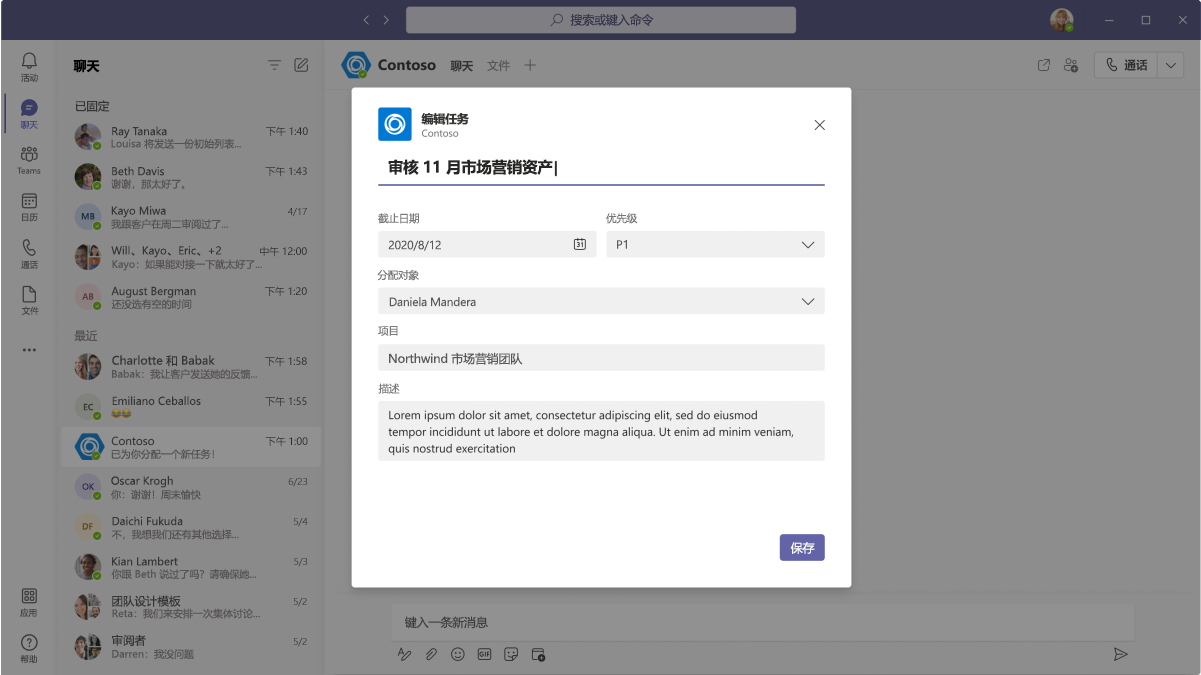 搜索或键入命令
活动
聊天
Teams
日历
通话
文件
应用
帮助
聊天
已固定
Ray Tanaka 下午 1:40
Louisa 将发送一份初始列表...
Beth Davis 下午 1:43
谢谢，那太好了。
MB
Kayo Miwa 4/17
我跟客户在周二审阅过了...
Will、Kayo、Eric、+2 中午 12:00
Kayo：如果能对接一下就太好了...
AB
August Bergman 下午 1:20
还没选有空的时间
最近
Charlotte 和 Babak 下午 1:58
Babak：我让客户发送她的反馈...
EC
Emiliano Ceballos 下午 1:55
😂😂
Contoso 下午 1:00
已为你分配一个新任务！
OK
Oscar Krogh 6/23
你：谢谢！周末愉快
DF
Daichi Fukuda 5/4
不，我想我们还有其他选择...
Kian Lambert 5/3
你跟 Beth 说过了吗？请确保她...
团队设计模板 5/2
Reta：我们来安排一次集体讨论...
审阅者 5/2
Darren：我没问题
Contoso 聊天 文件
通话
编辑任务
Contoso
审核 11 月市场营销资产
截止日期 优先级
2020/8/12 31 P1
分配对象
Daniela Mandera
项目
Northwind 市场营销团队
描述
Lorem ipsum dolor sit amet, consectetur adipiscing elit, sed do eiusmod
tempor incididunt ut labore et dolore magna aliqua. Ut enim ad minim veniam,
quis nostrud exercitation
保存
键入一条新消息
GIF